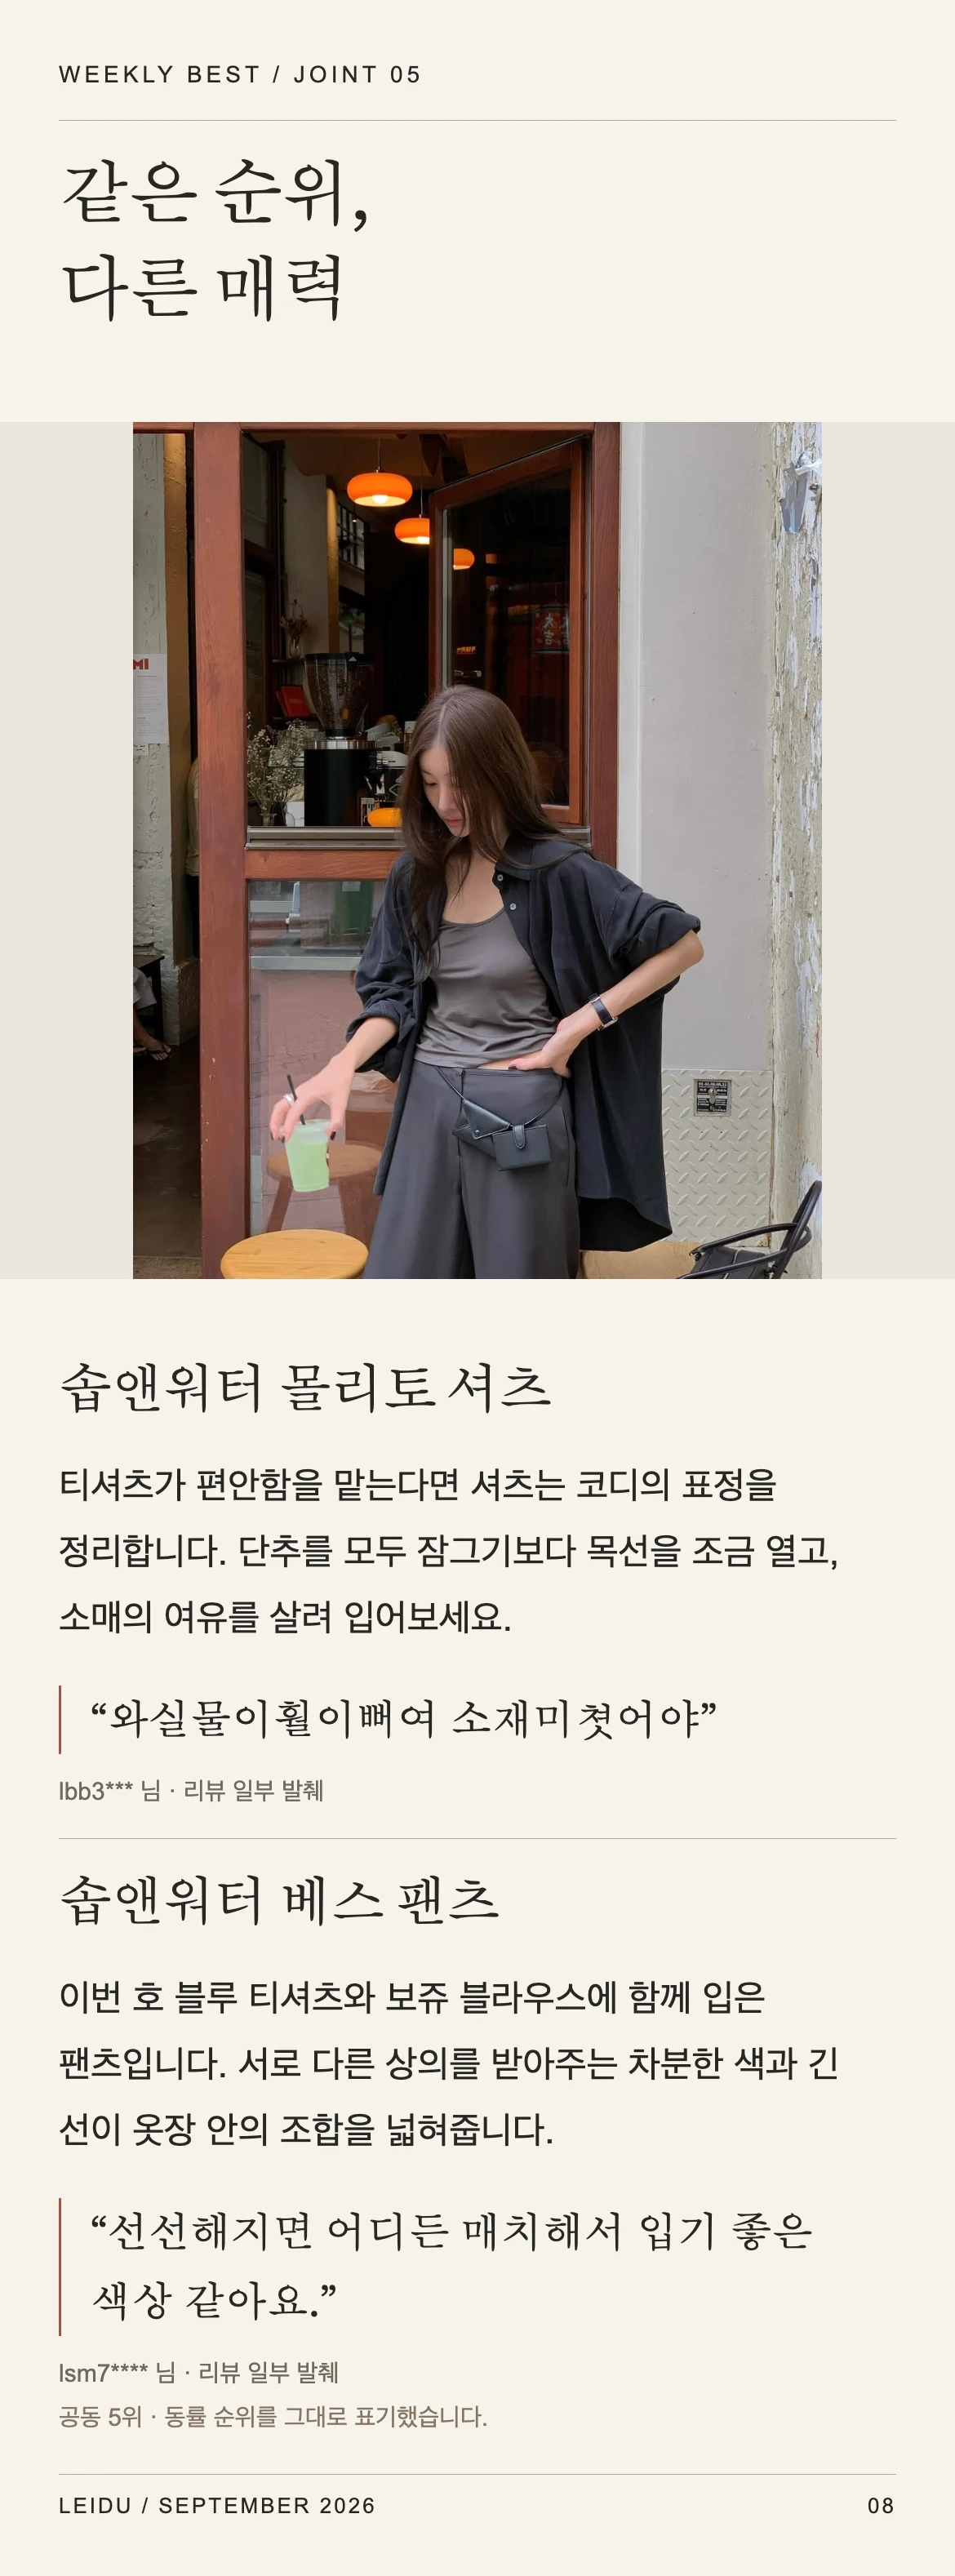 WEEKLY BEST / JOINT 05
같은 순위,
다른 매력
MI
大吉
솝앤워터 몰리토 셔츠
티셔츠가 편안함을 맡는다면 셔츠는 코디의 표정을
정리합니다. 단추를 모두 잠그기보다 목선을 조금 열고,
소매의 여유를 살려 입어보세요.
“와실물이훨이뻐여 소재미쳣어야”
lbb3*** 님 · 리뷰 일부 발췌
솝앤워터 베스 팬츠
이번 호 블루 티셔츠와 보쥬 블라우스에 함께 입은
팬츠입니다. 서로 다른 상의를 받아주는 차분한 색과 긴
선이 옷장 안의 조합을 넓혀줍니다.
“선선해지면 어디든 매치해서 입기 좋은
색상 같아요.”
lsm7**** 님 · 리뷰 일부 발췌
공동 5위 · 동률 순위를 그대로 표기했습니다.
LEIDU / SEPTEMBER 2026
08